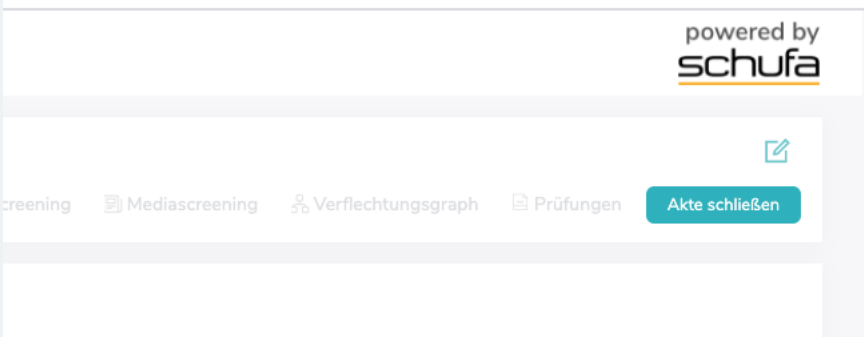 powered by
schufa
creening Mediascreening Verflechtungsgraph Prüfungen Akte schließen